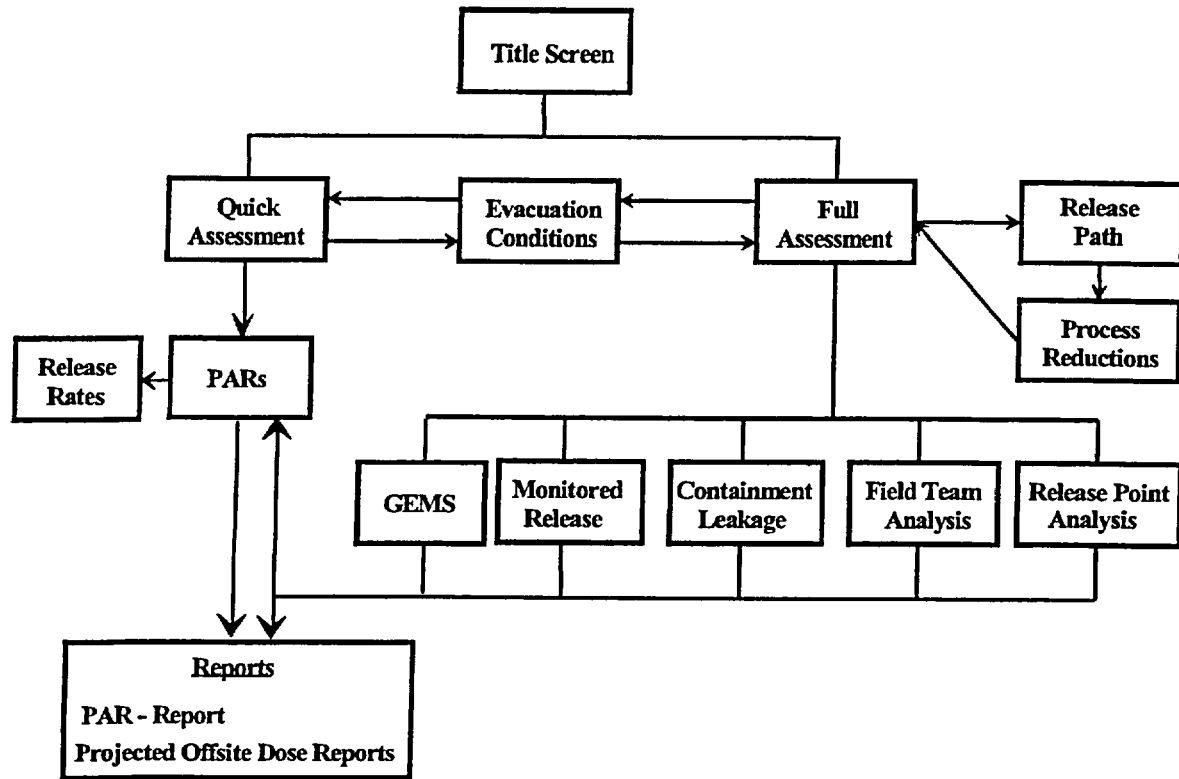 Title Screen
Quick
Assessment
Evacuation
Conditions
Full
Assessment
Release
Path
Process
Reductions
Release
Rates
PARs
GEMS
Monitored
Release
Containment
Leakage
Field Team
Analysis
Release Point
Analysis
Reports
PAR - Report
Projected Offsite Dose Reports